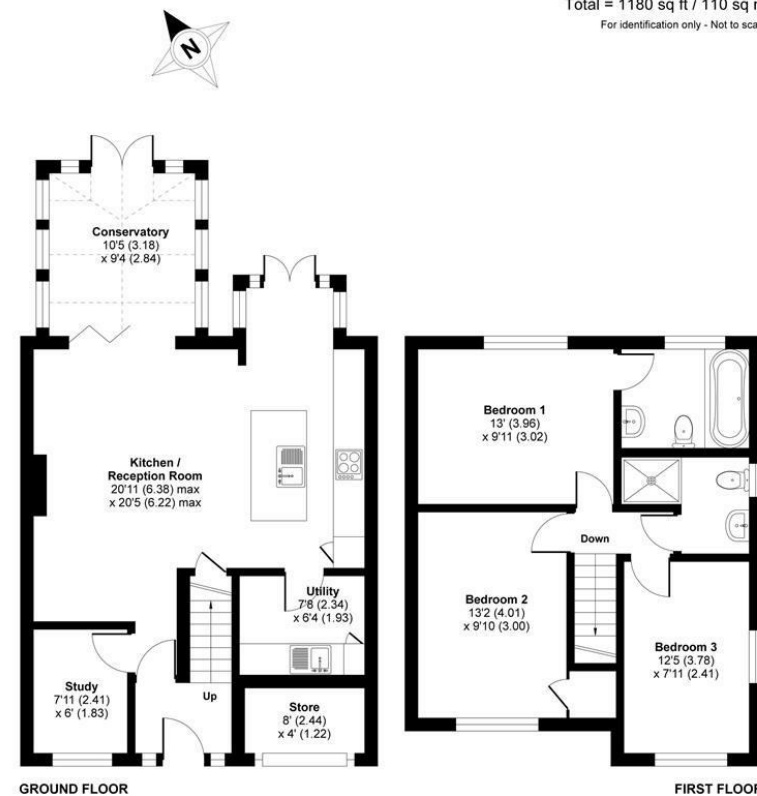 Total = 1180 sq ft / 110 sq m
For identification only - Not to sca
N
Conservatory
10'5 (3.18)
x 9'4 (2.84)
Kitchen /
Reception Room
20'11 (6.38) max
x 20'5 (6.22) max
Utility
7'8 (2.34)
x 6'4 (1.93)
Study
7'11 (2.41)
x 6' (1.83)
Up
Store
8' (2.44)
x 4' (1.22)
GROUND FLOOR
Bedroom 1
13' (3.96)
x 9'11 (3.02)
Down
Bedroom 2
13'2 (4.01)
x 9'10 (3.00)
Bedroom 3
12'5 (3.78)
x 7'11 (2.41)
FIRST FLOOR